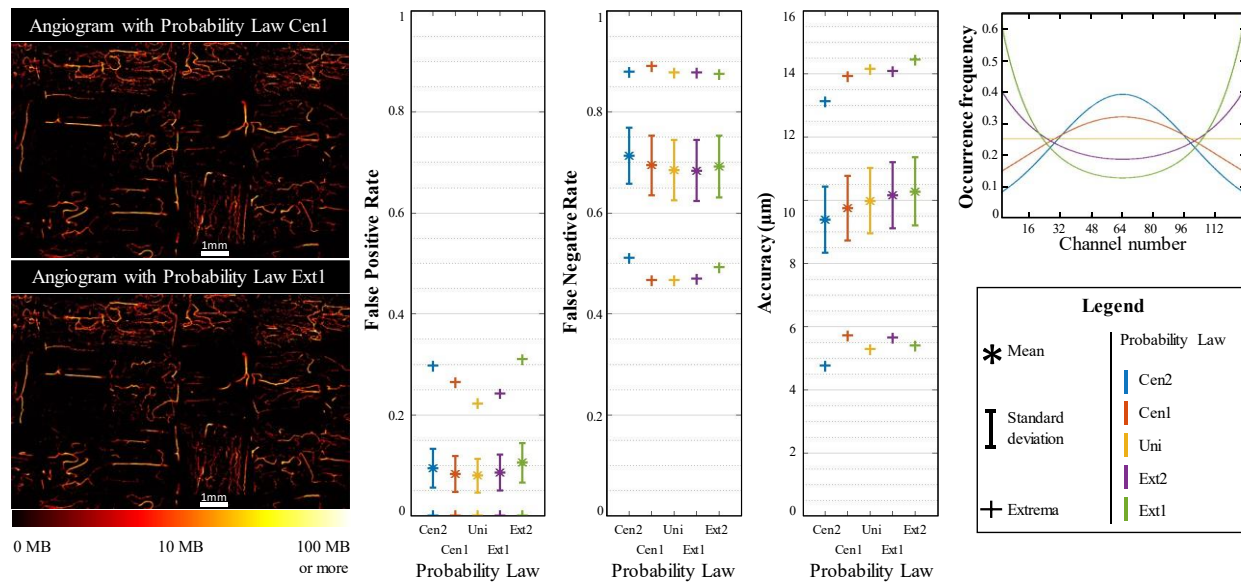 Angiogram with Probability Law Cen1
1mm
Angiogram with Probability Law Ext1
1mm
0 MB 10 MB 100 MB
or more
False Positive Rate
1
0.8
0.6
0.4
0.2
0
Cen2 Uni Ext2
Cen1 Ext1
Probability Law
False Negative Rate
1
0.8
0.6
0.4
0.2
0
Cen2 Uni Ext2
Cen1 Ext1
Probability Law
Accuracy (μm)
16
14
12
10
8
6
4
2
0
Cen2 Uni Ext2
Cen1 Ext1
Probability Law
Occurrence frequency
0.6
0.5
0.4
0.3
0.2
0.1
0
16 32 48 64 80 96 112
Channel number
Legend
Mean
Standard
deviation
Extrema
Probability Law
Cen2
Cen1
Uni
Ext2
Ext1